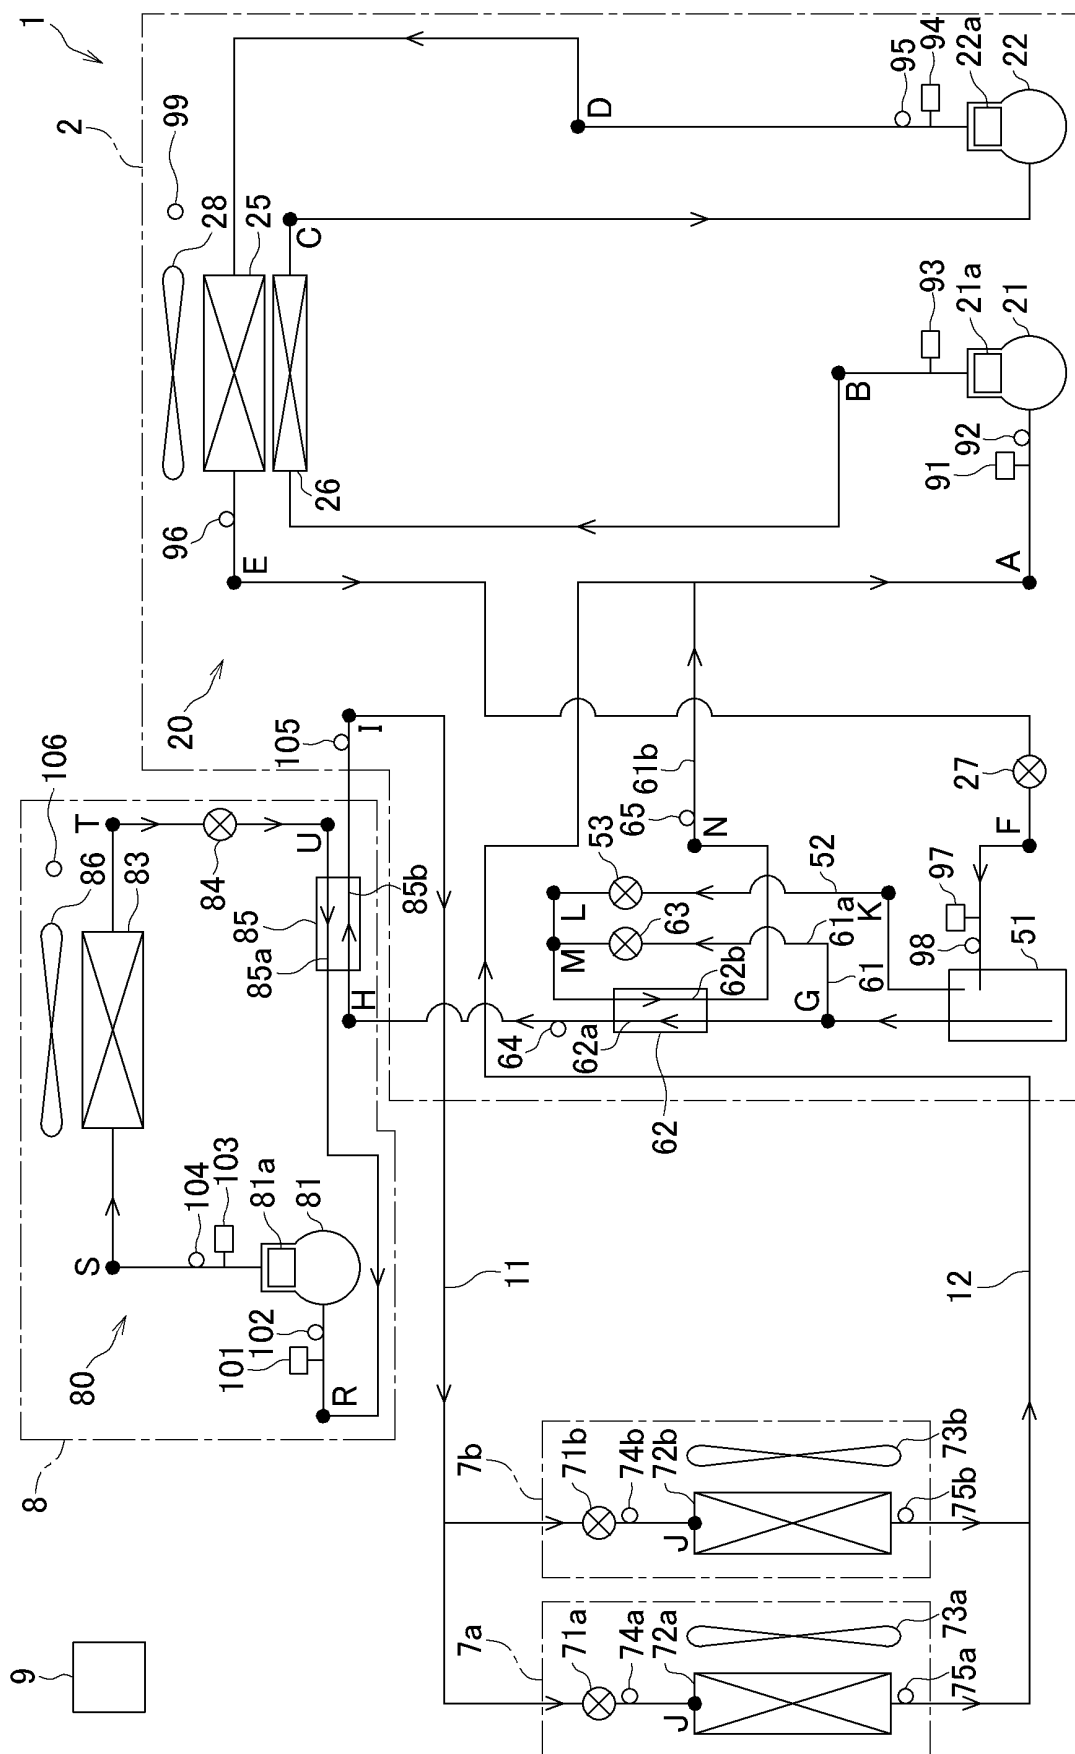 9
8
1
106
2
80
S
T
86
83
99
96
20
104
84
28
103
101
25
E
102
81a
85a
85
105
81
U
C
26
R
H
I
85b
7a
7b
11
64
71a
71b
M
L
53
D
62a
65
61b
74a
74b
62
63
N
72a
72b
62b
J
J
G
61a
52
B
61
K
95
98
97
93
91
94
12
73a
73b
75a
75b
92
21a
22a
27
F
A
51
21
22